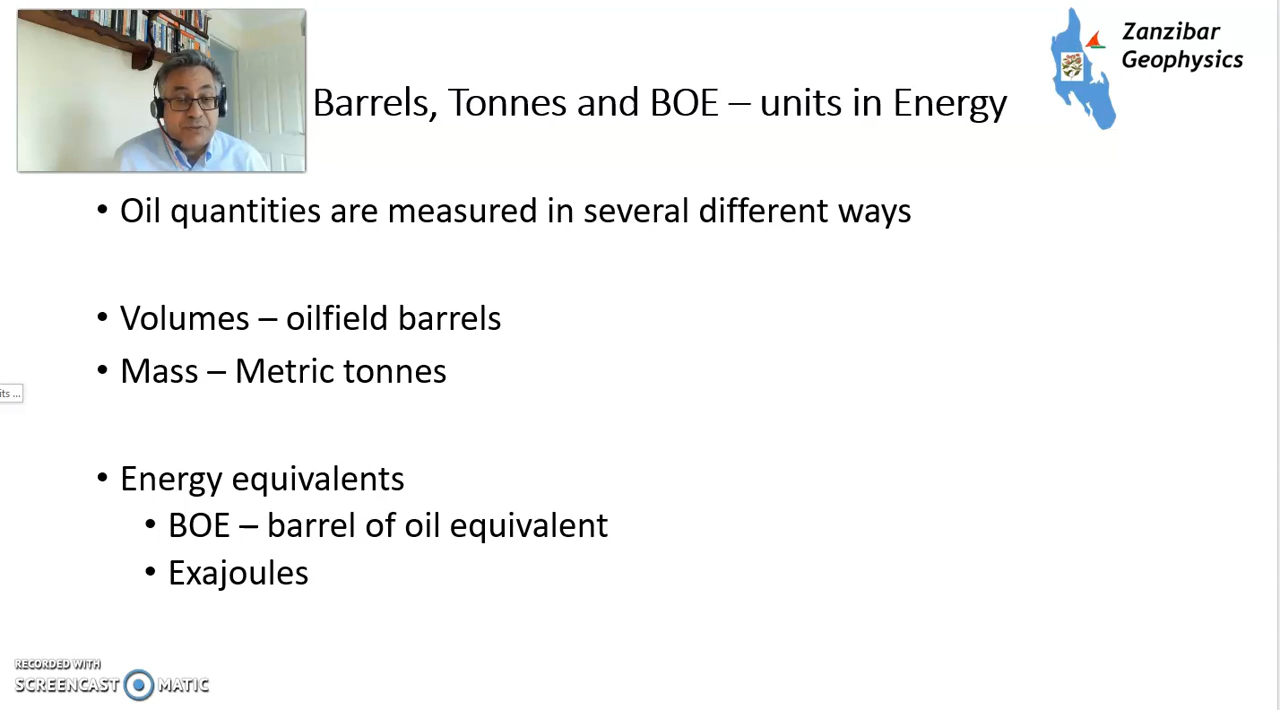 Zanzibar
Geophysics
Barrels, Tonnes and BOE – units in Energy
• Oil quantities are measured in several different ways
• Volumes – oilfield barrels
• Mass – Metric tonnes
its ...
• Energy equivalents
• BOE – barrel of oil equivalent
• Exajoules
RECORDED WITH
SCREENCAST MATIC